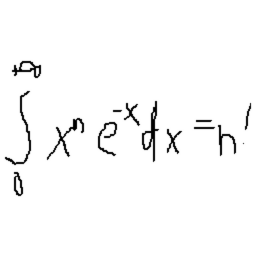 ∫₀^{+∞} xⁿ e^{-x} dx = n!